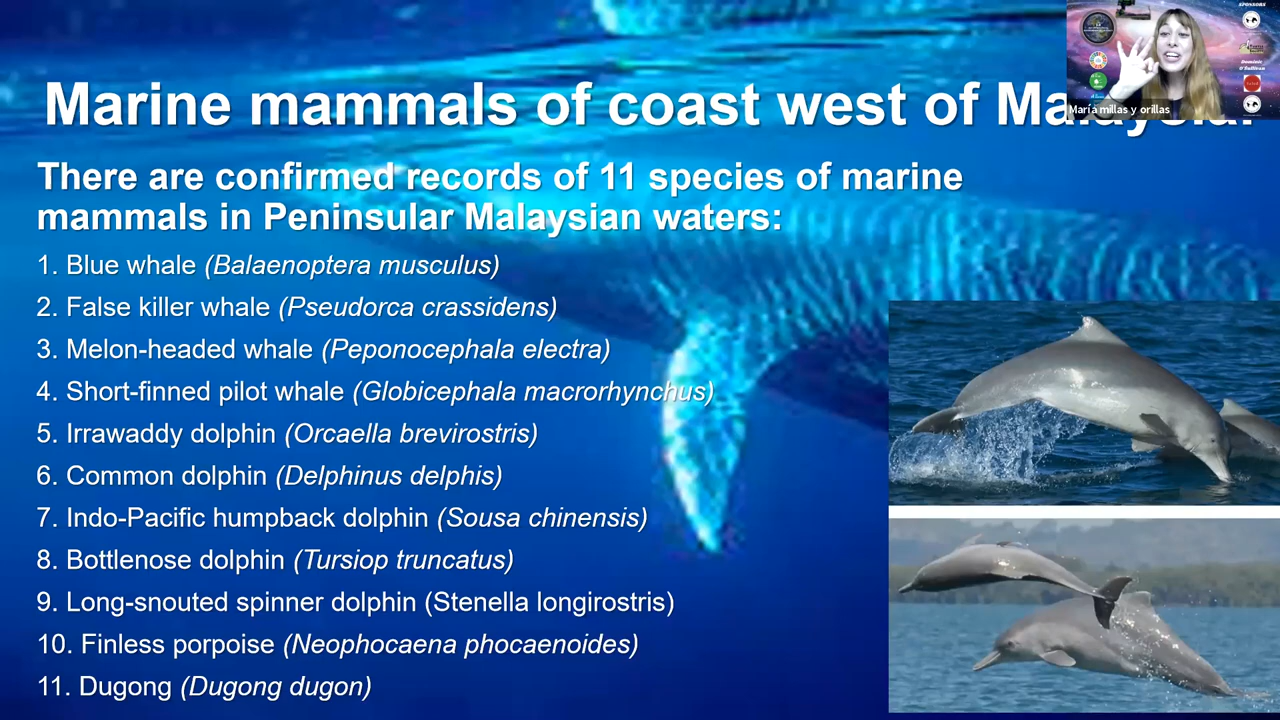 Marine mammals of coast west of Malaysia.
There are confirmed records of 11 species of marine
mammals in Peninsular Malaysian waters:
1. Blue whale (Balaenoptera musculus)
2. False killer whale (Pseudorca crassidens)
3. Melon-headed whale (Peponocephala electra)
4. Short-finned pilot whale (Globicephala macrorhynchus)
5. Irrawaddy dolphin (Orcaella brevirostris)
6. Common dolphin (Delphinus delphis)
7. Indo-Pacific humpback dolphin (Sousa chinensis)
8. Bottlenose dolphin (Tursiop truncatus)
9. Long-snouted spinner dolphin (Stenella longirostris)
10. Finless porpoise (Neophocaena phocaenoides)
11. Dugong (Dugong dugon)
SPONSORS
Dominic
O'Sullivan
María millas y orillas